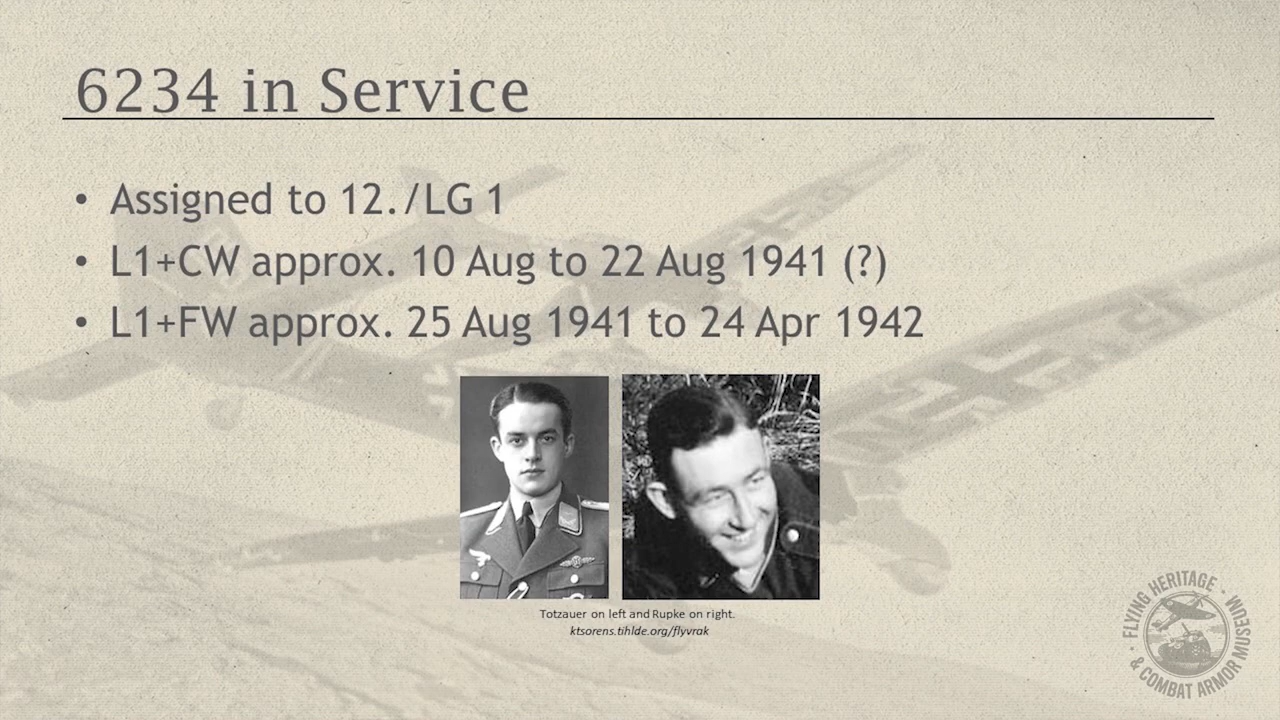 6234 in Service
• Assigned to 12./LG 1
• L1+CW approx. 10 Aug to 22 Aug 1941 (?)
• L1+FW approx. 25 Aug 1941 to 24 Apr 1942
Totzauer on left and Rupke on right.
ktsorens.tihlde.org/flyvrak
FLYING HERITAGE
& COMBAT ARMOR MUSEUM